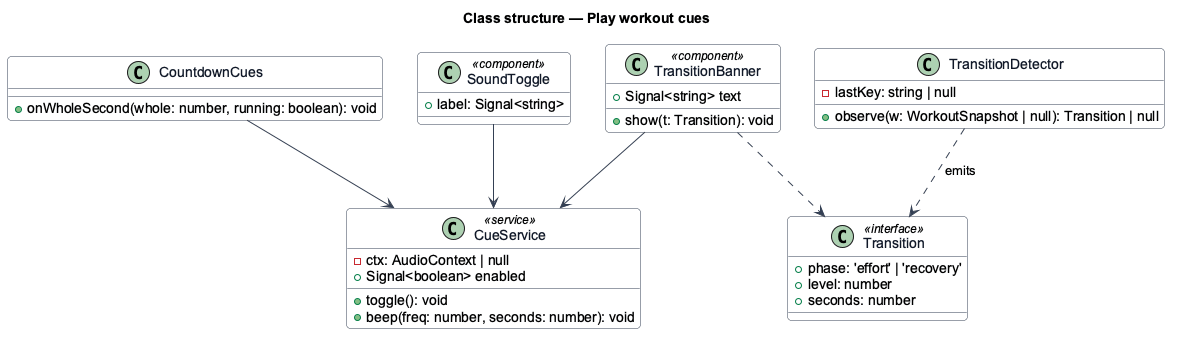 Class structure — Play workout cues
C CountdownCues
onWholeSecond(whole: number, running: boolean): void
«component»
C SoundToggle
label: Signal<string>
«component»
C TransitionBanner
Signal<string> text
show(t: Transition): void
C TransitionDetector
lastKey: string | null
observe(w: WorkoutSnapshot | null): Transition | null
emits
«service»
C CueService
ctx: AudioContext | null
Signal<boolean> enabled
toggle(): void
beep(freq: number, seconds: number): void
«interface»
C Transition
phase: 'effort' | 'recovery'
level: number
seconds: number